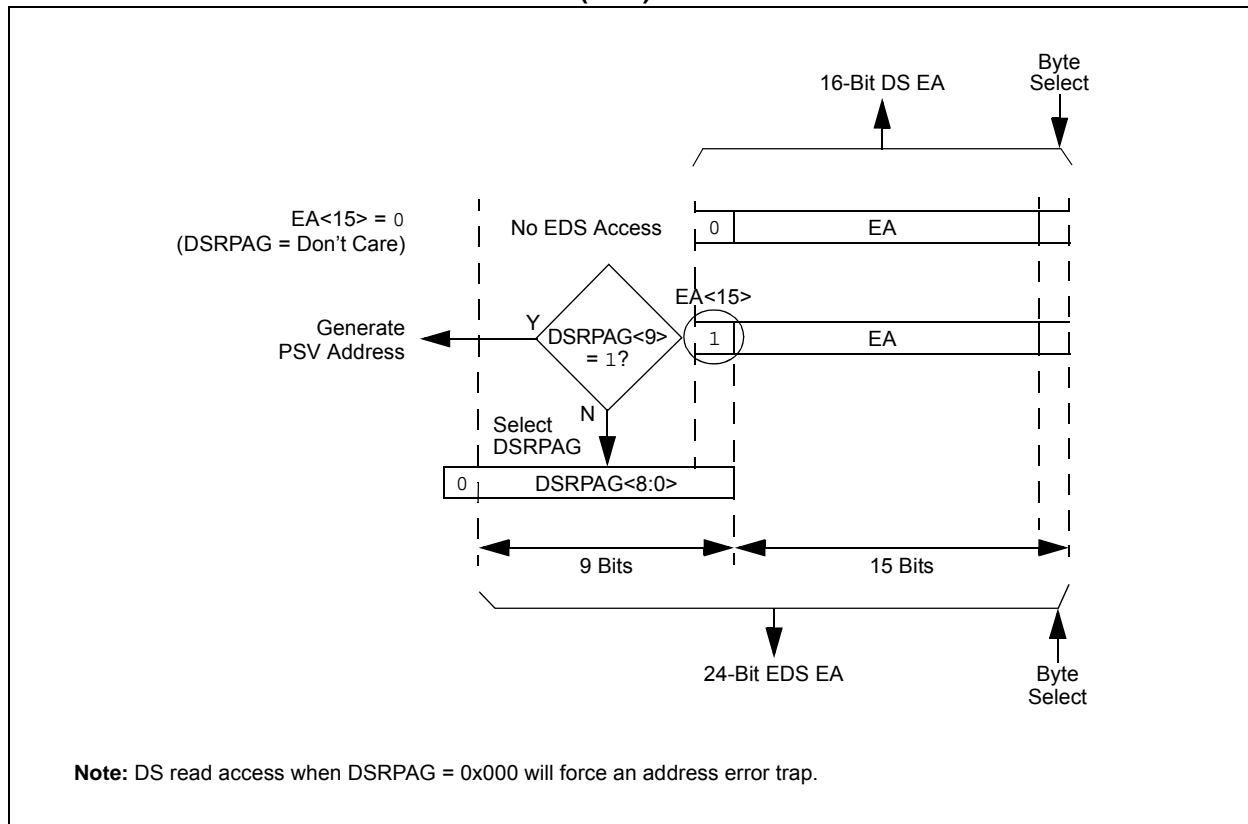 16-Bit DS EA
Byte
Select
EA<15> = 0
(DSRPAG = Don't Care)
No EDS Access
0
EA
EA<15>
Generate
PSV Address
Y
DSRPAG<9>
= 1?
1
EA
N
Select
DSRPAG
0
DSRPAG<8:0>
9 Bits
15 Bits
24-Bit EDS EA
Byte
Select
Note: DS read access when DSRPAG = 0x000 will force an address error trap.